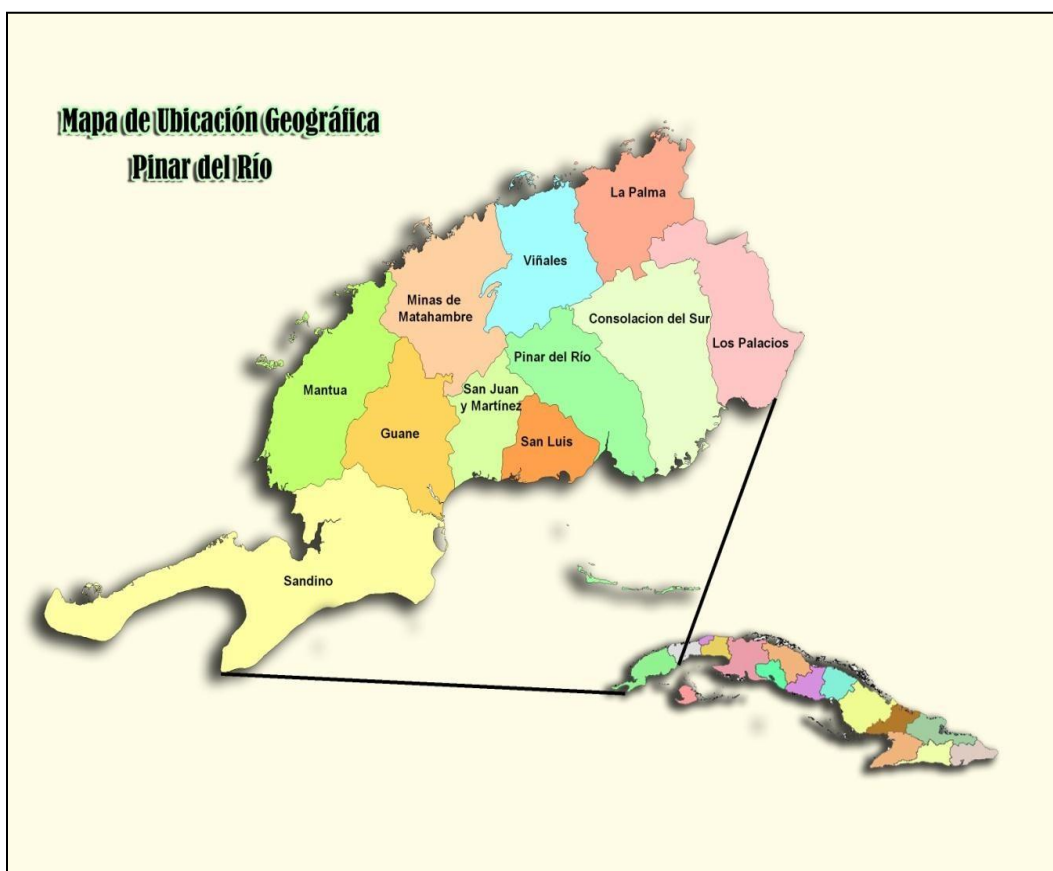 Mapa de Ubicación Geográfica
Pinar del Río
La Palma
Viñales
Minas de
Matahambre
Consolacion del Sur
Los Palacios
Pinar del Río
Mantua
San Juan
y Martínez
Guane
San Luis
Sandino